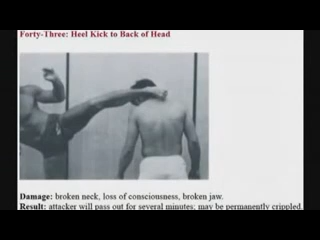 Forty-Three: Heel Kick to Back of Head
Damage: broken neck, loss of consciousness, broken jaw.
Result: attacker will pass out for several minutes; may be permanently crippled.